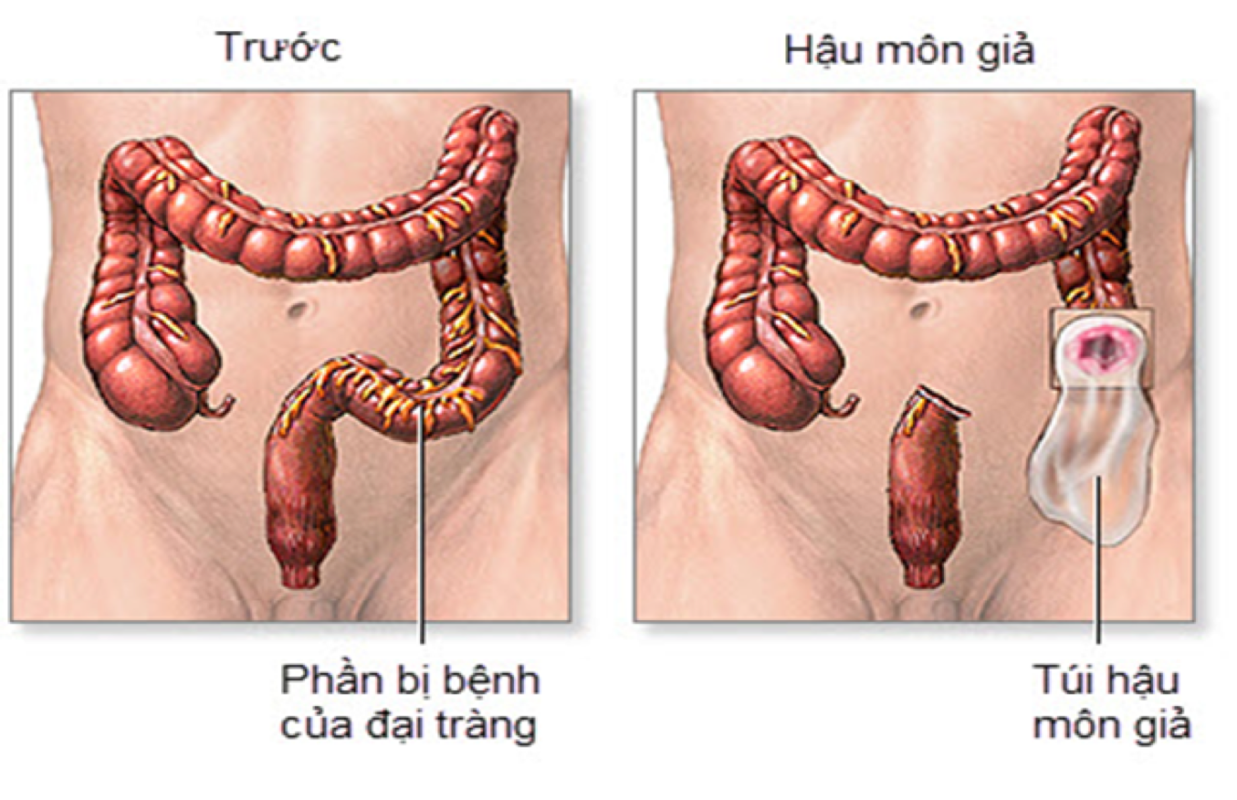 Trước
Hậu môn giả
Phần bị bệnh
của đại tràng
Túi hậu
môn giả